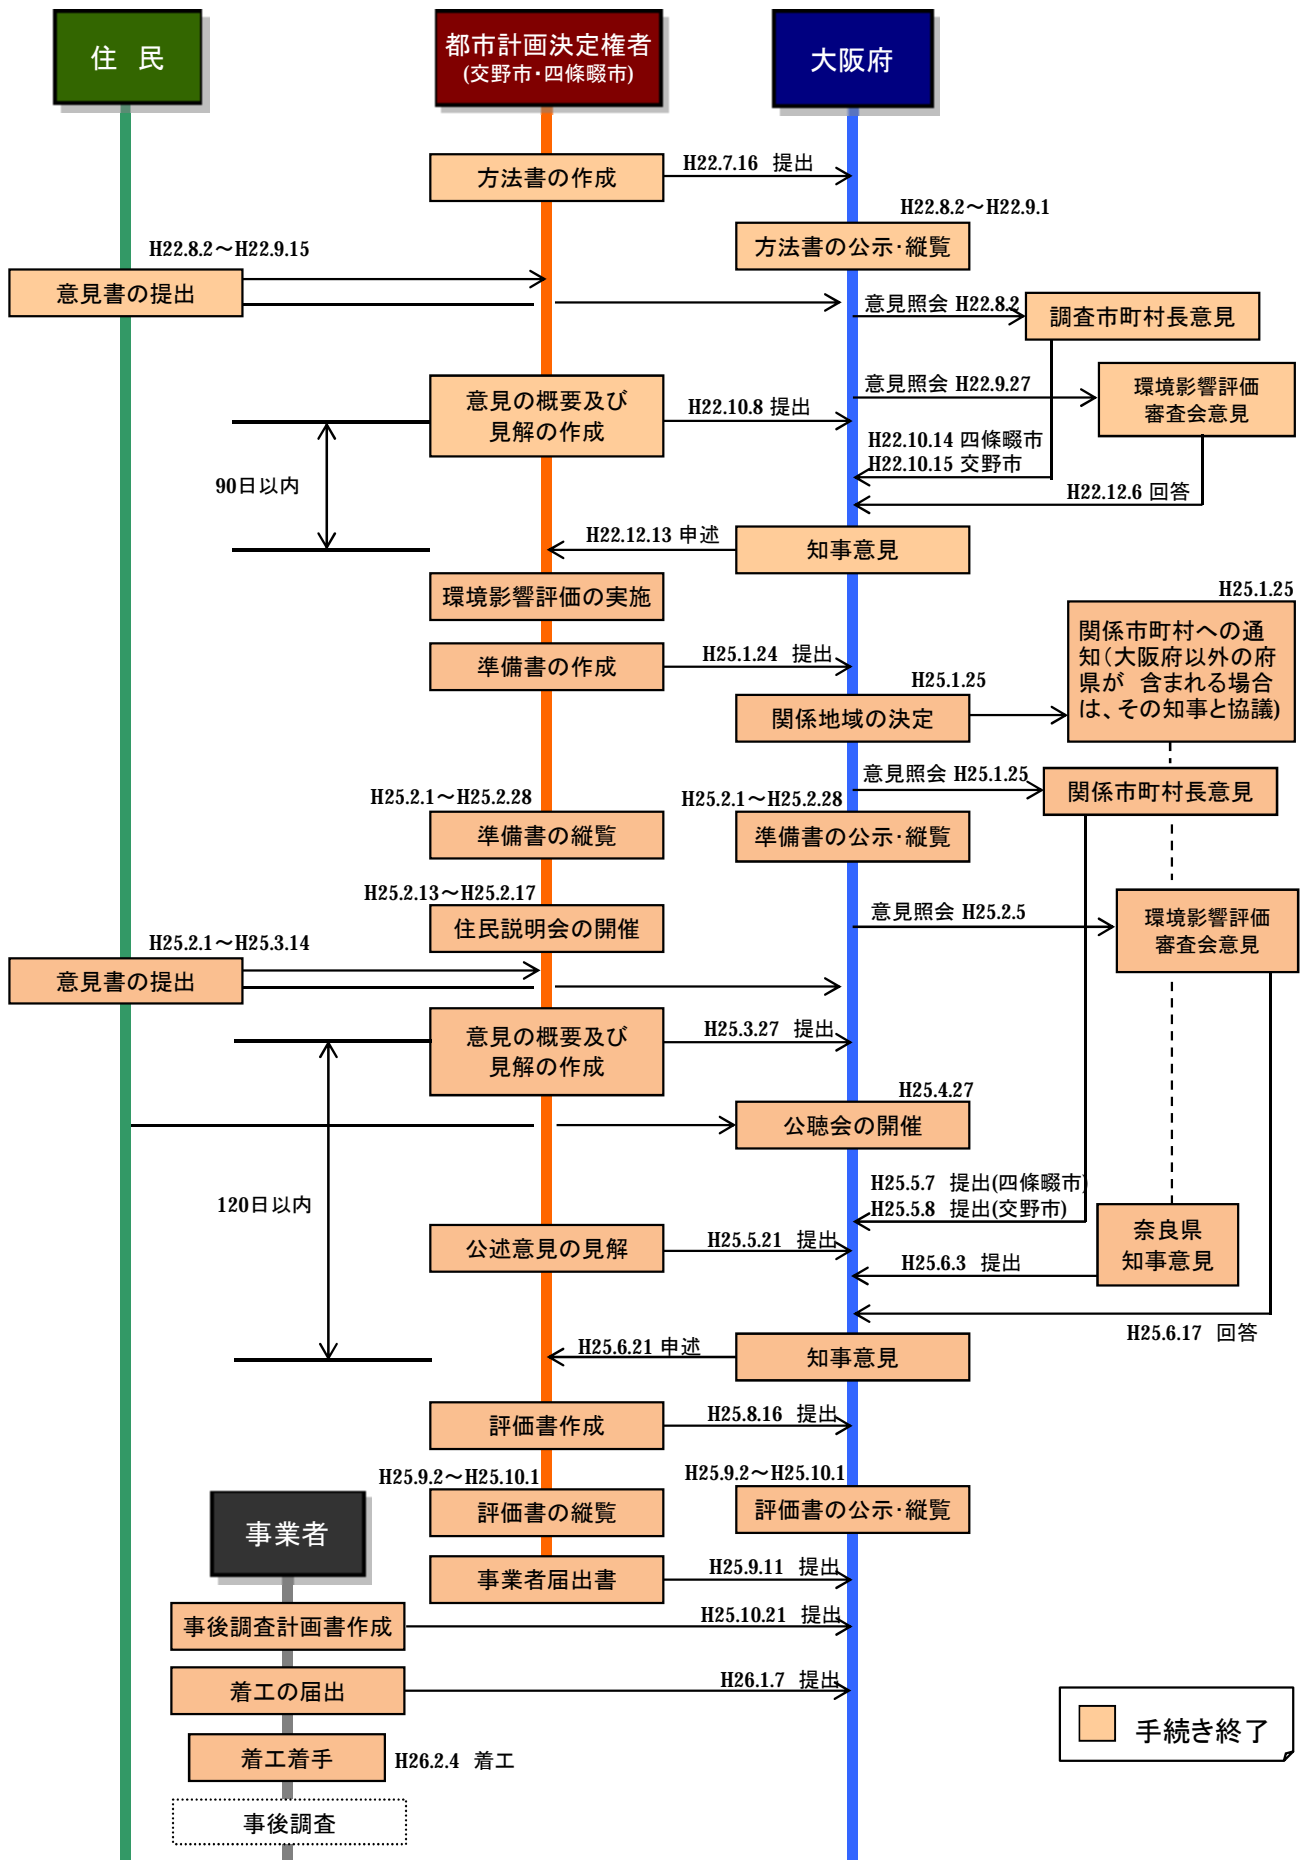 住 民
都市計画決定権者
(交野市・四條畷市)
大阪府
方法書の作成
H22.7.16 提出
H22.8.2～H22.9.1
方法書の公示・縦覧
H22.8.2～H22.9.15
意見書の提出
意見照会 H22.8.2
調査市町村長意見
意見の概要及び
見解の作成
H22.10.8 提出
意見照会 H22.9.27
環境影響評価
審査会意見
H22.10.14 四條畷市
H22.10.15 交野市
90日以内
H22.12.6 回答
H22.12.13 申述
知事意見
環境影響評価の実施
H25.1.25
関係市町村への通
知(大阪府以外の府
県が 含まれる場合
は、その知事と協議)
準備書の作成
H25.1.24 提出
H25.1.25
関係地域の決定
意見照会 H25.1.25
関係市町村長意見
H25.2.1～H25.2.28
準備書の縦覧
H25.2.1～H25.2.28
準備書の公示・縦覧
H25.2.13～H25.2.17
住民説明会の開催
意見照会 H25.2.5
環境影響評価
審査会意見
H25.2.1～H25.3.14
意見書の提出
意見の概要及び
見解の作成
H25.3.27 提出
H25.4.27
公聴会の開催
120日以内
H25.5.7 提出(四條畷市)
H25.5.8 提出(交野市)
公述意見の見解
H25.5.21 提出
奈良県
知事意見
H25.6.3 提出
H25.6.17 回答
H25.6.21 申述
知事意見
評価書作成
H25.8.16 提出
H25.9.2～H25.10.1
評価書の縦覧
H25.9.2～H25.10.1
評価書の公示・縦覧
事業者
事業者届出書
H25.9.11 提出
事後調査計画書作成
H25.10.21 提出
着工の届出
H26.1.7 提出
手続き終了
着工着手
H26.2.4 着工
事後調査